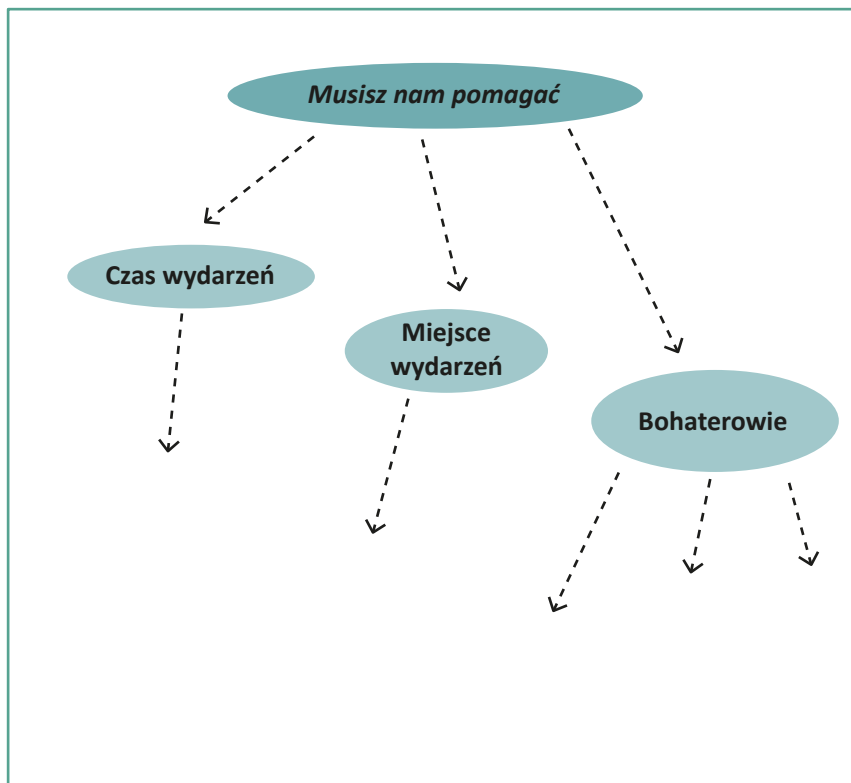 Musisz nam pomagać
Czas wydarzeń
Miejsce
wydarzeń
Bohaterowie